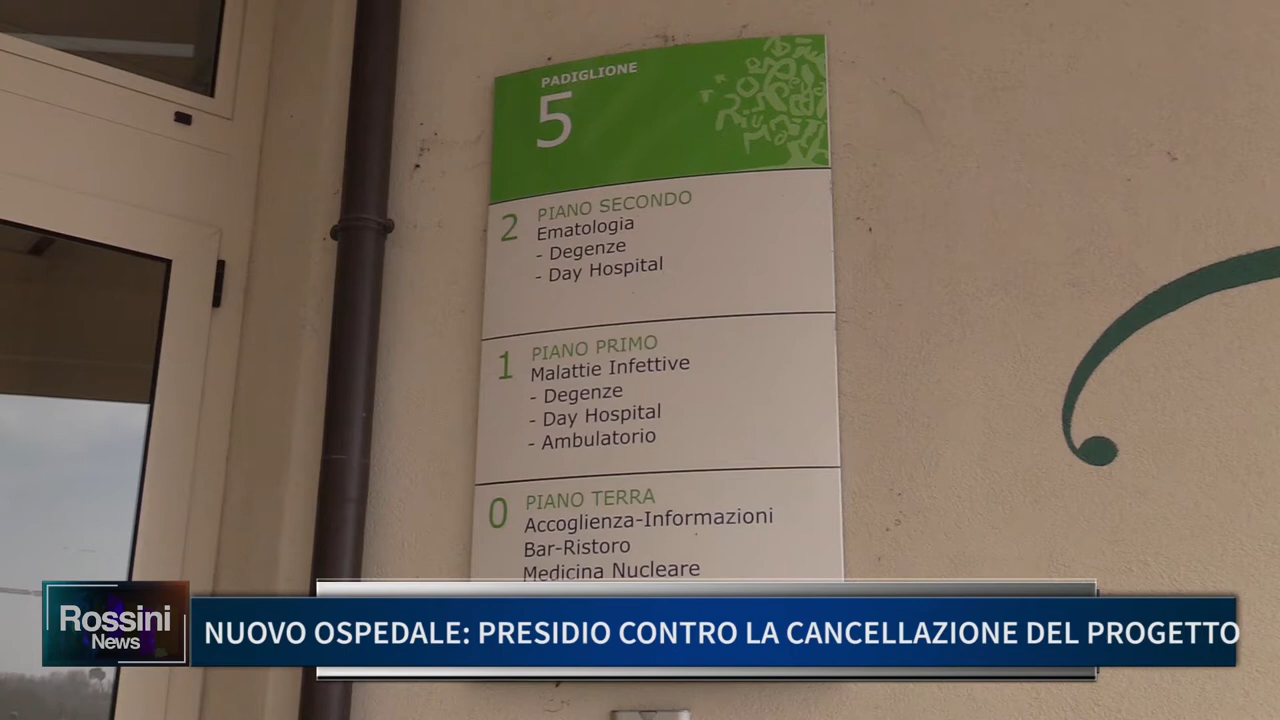 PADIGLIONE
5
2 PIANO SECONDO
Ematologia
- Degenze
- Day Hospital
1 PIANO PRIMO
Malattie Infettive
- Degenze
- Day Hospital
- Ambulatorio
0 PIANO TERRA
Accoglienza-Informazioni
Bar-Ristoro
Medicina Nucleare
Rossini
News
NUOVO OSPEDALE: PRESIDIO CONTRO LA CANCELLAZIONE DEL PROGETTO